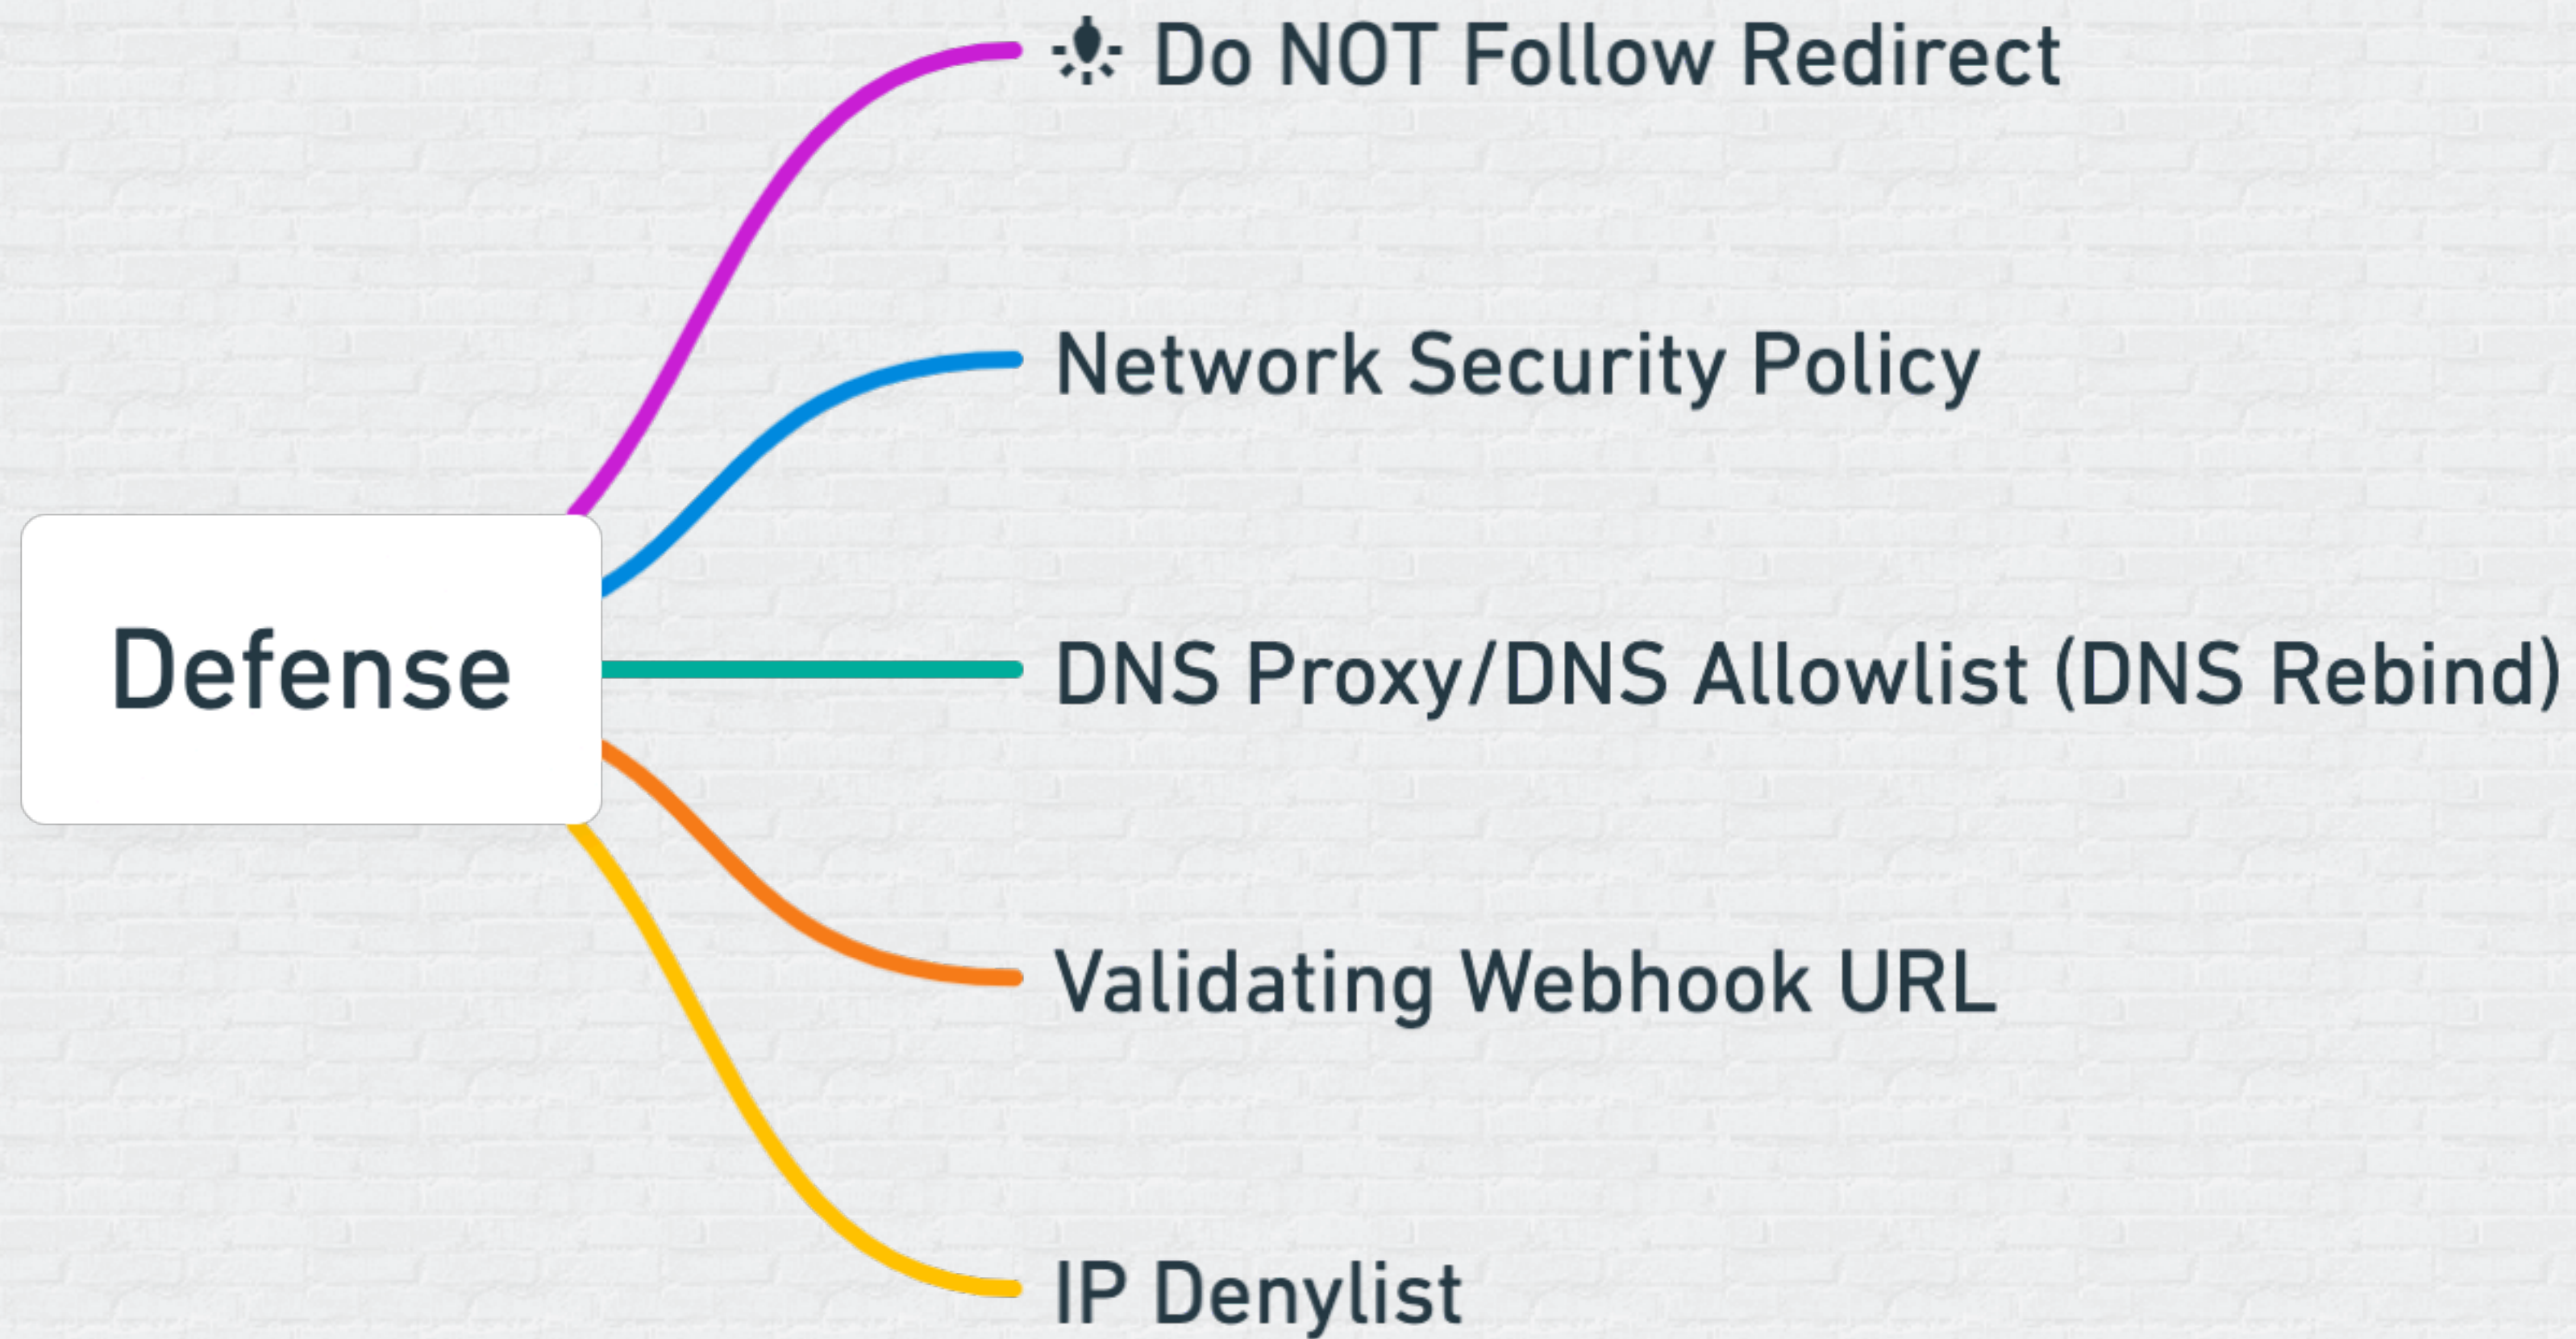 Do NOT Follow Redirect
Network Security Policy
Defense
DNS Proxy/DNS Allowlist (DNS Rebind)
Validating Webhook URL
IP Denylist